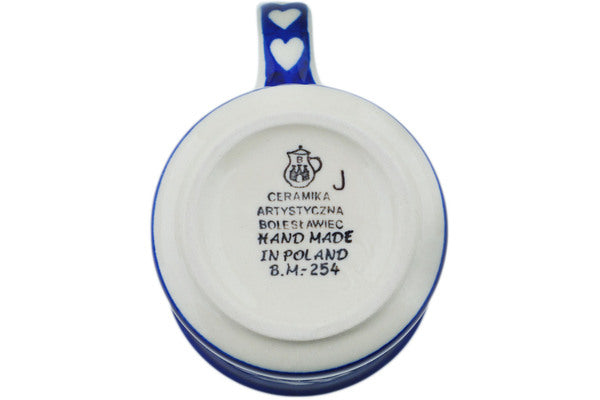 B
J
CERAMIKA
ARTYSTYCZNA
BOLESŁAWIEC
HAND MADE
IN POLAND
B.M.-254